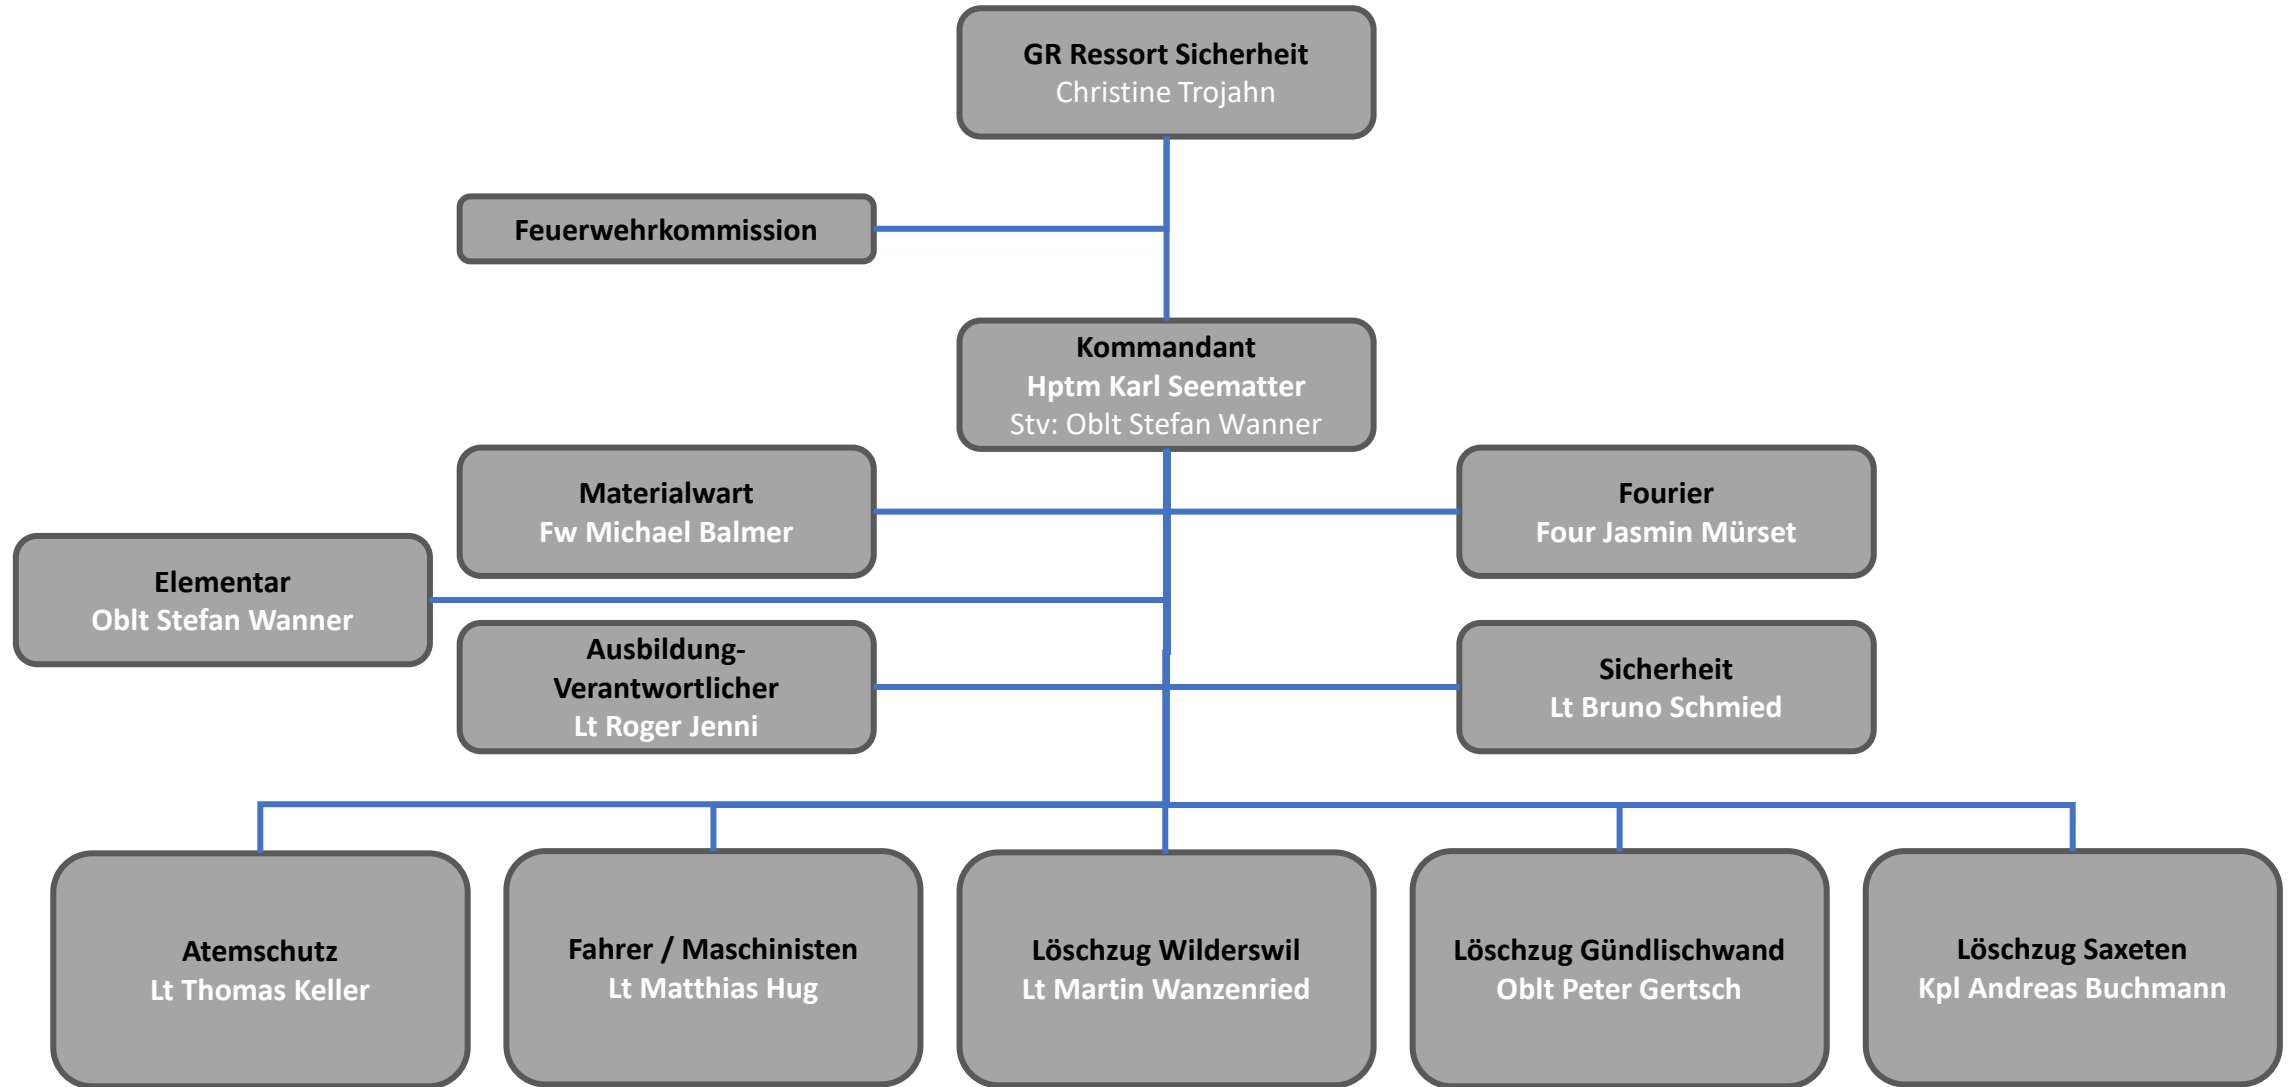 GR Ressort Sicherheit
Christine Trojahn
Feuerwehrkommission
Kommandant
Hptm Karl Seematter
Stv: Oblt Stefan Wanner
Materialwart
Fw Michael Balmer
Fourier
Four Jasmin Mürset
Elementar
Oblt Stefan Wanner
Ausbildung-
Verantwortlicher
Lt Roger Jenni
Sicherheit
Lt Bruno Schmied
Atemschutz
Lt Thomas Keller
Fahrer / Maschinisten
Lt Matthias Hug
Löschzug Wilderswil
Lt Martin Wanzenried
Löschzug Gündlischwand
Oblt Peter Gertsch
Löschzug Saxeten
Kpl Andreas Buchmann